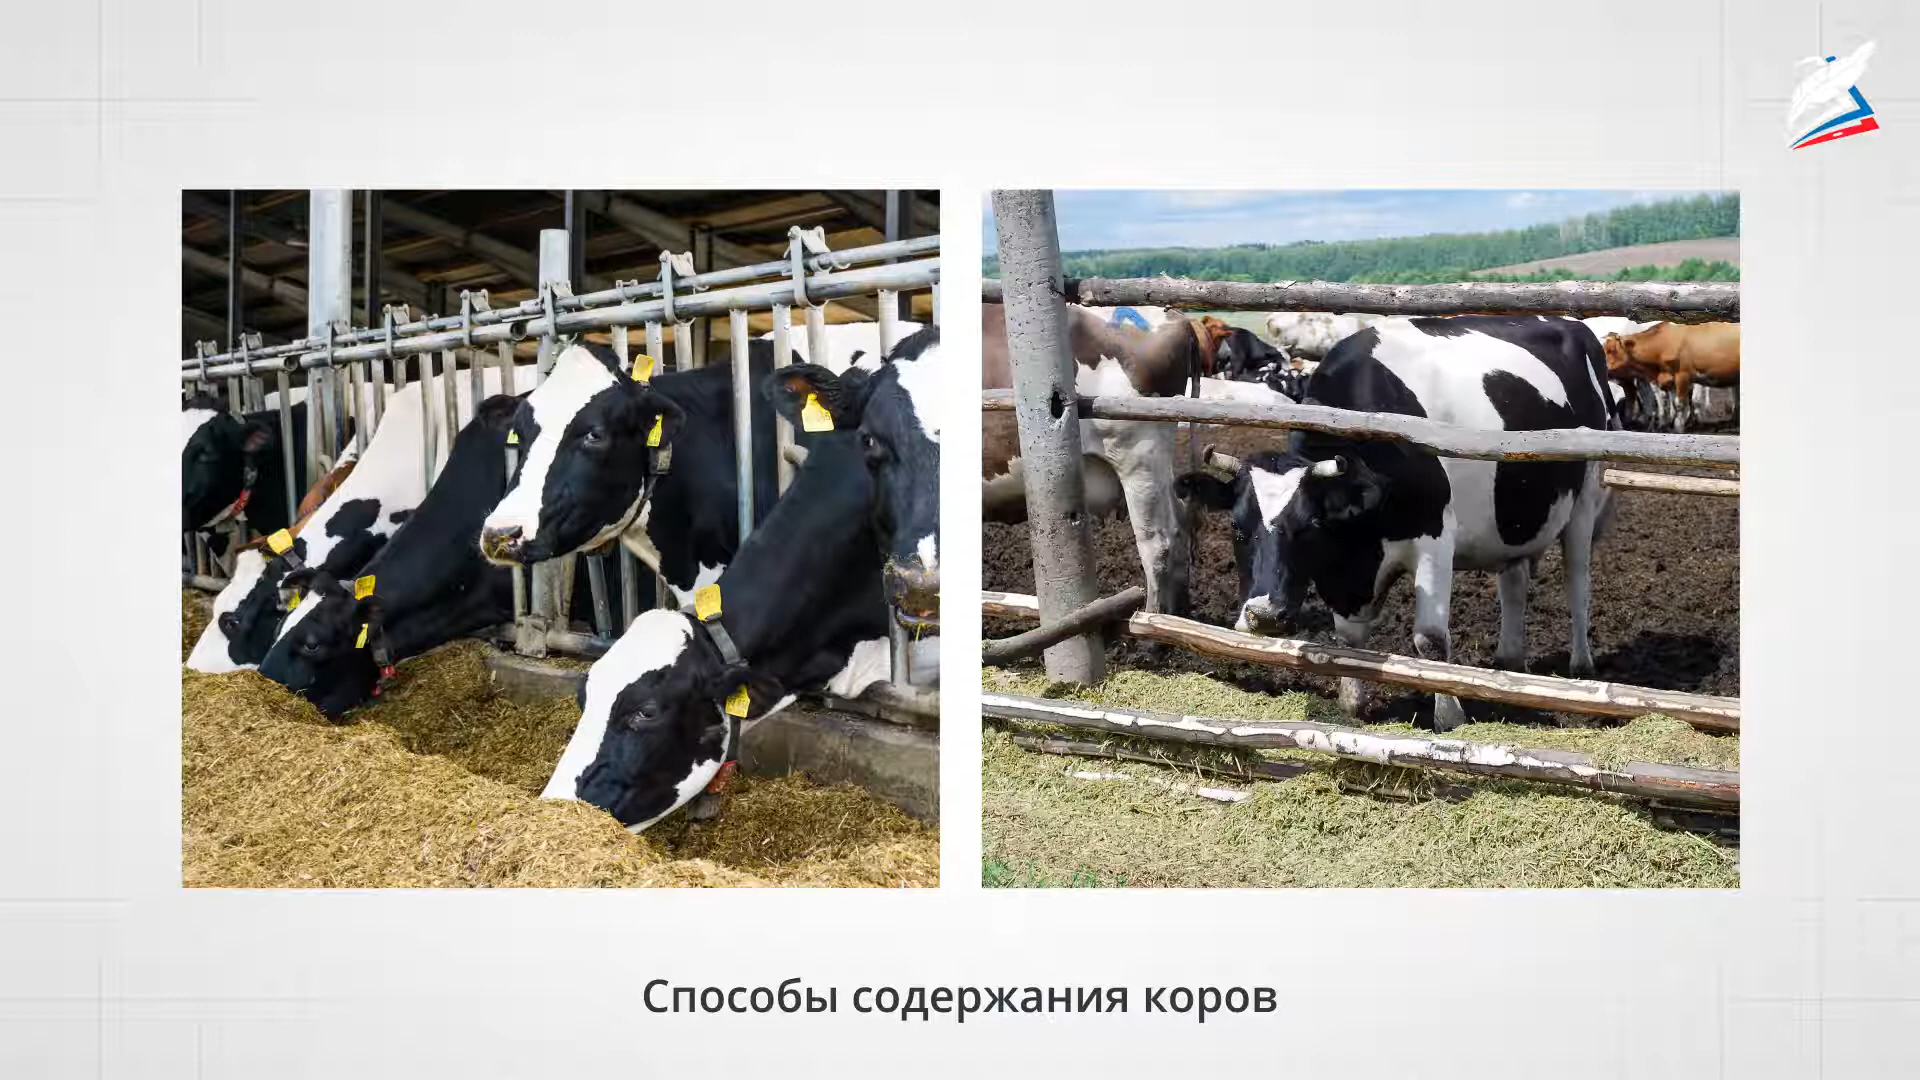 Способы содержания коров